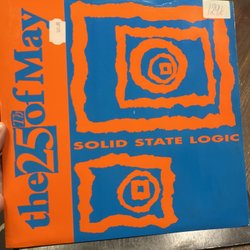 the 25th of May
SOLID STATE LOGIC